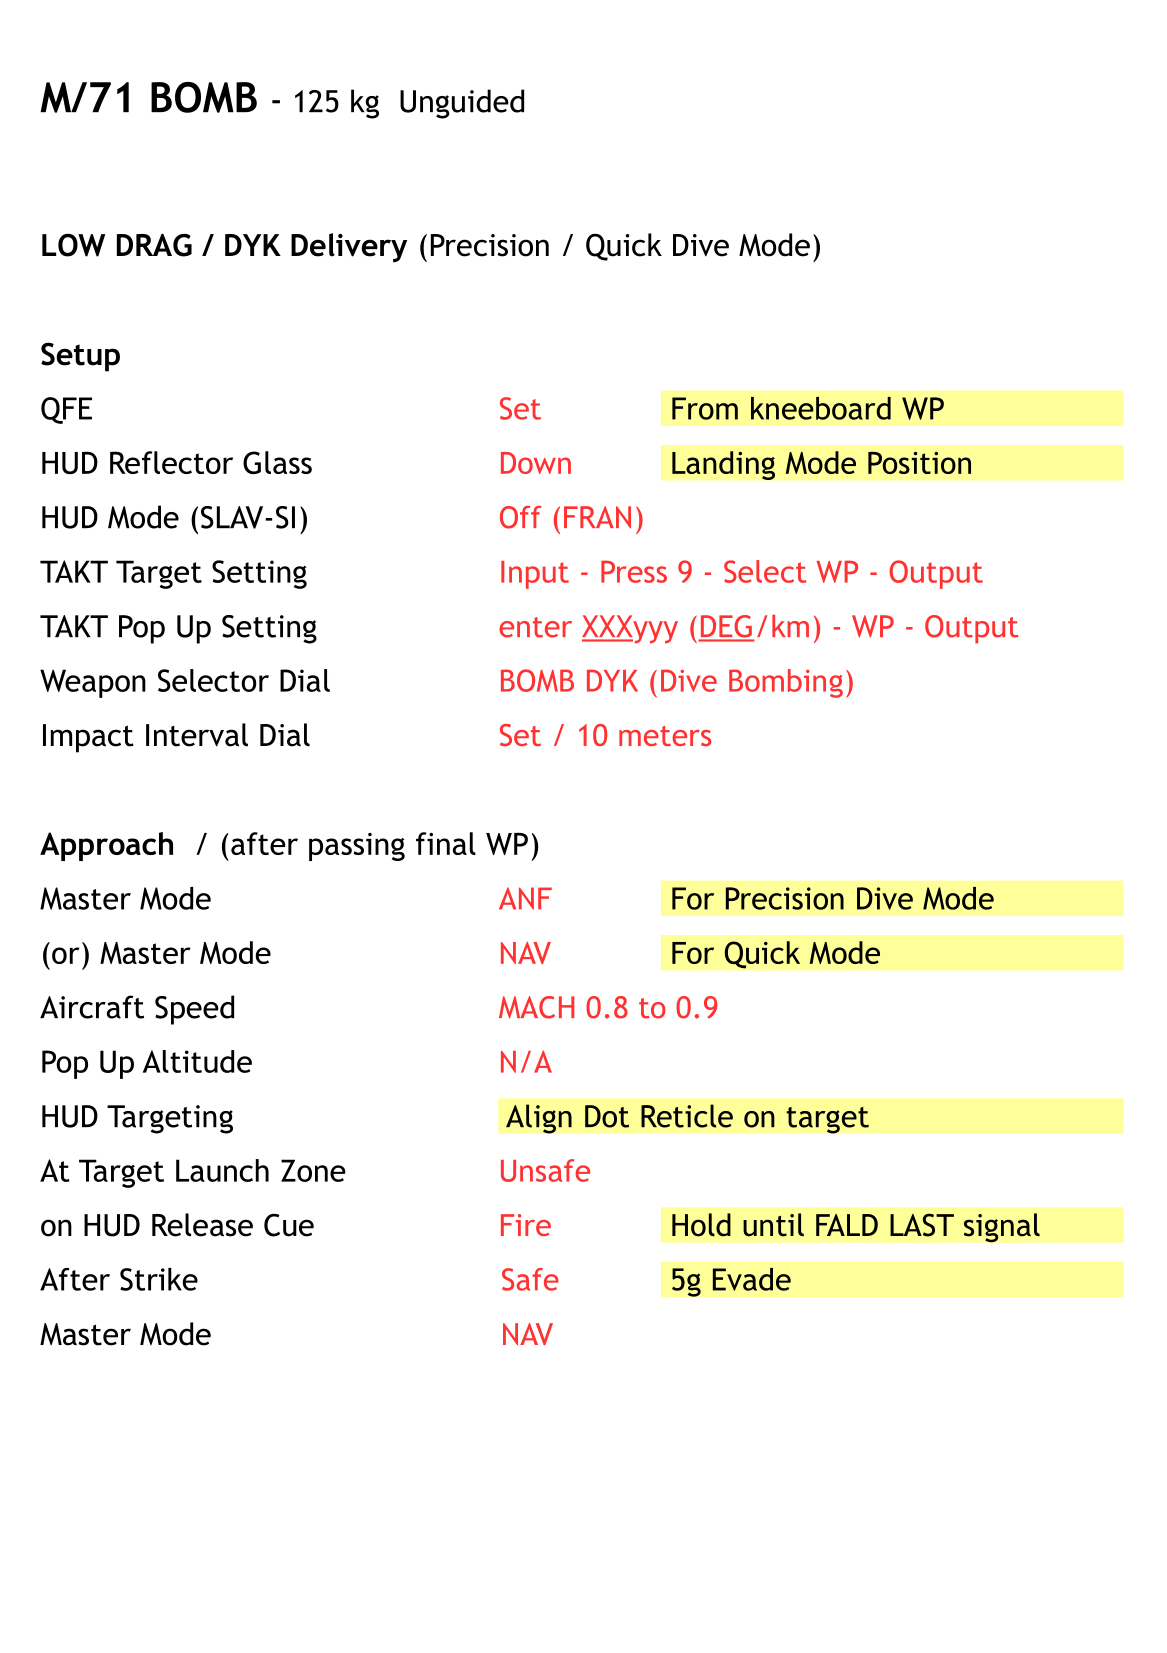 M/71 BOMB - 125 kg Unguided
LOW DRAG / DYK Delivery (Precision / Quick Dive Mode)
Setup
QFE Set From kneeboard WP
HUD Reflector Glass Down Landing Mode Position
HUD Mode (SLAV-SI) Off (FRAN)
TAKT Target Setting Input - Press 9 - Select WP - Output
TAKT Pop Up Setting enter XXXyyy (DEG/km) - WP - Output
Weapon Selector Dial BOMB DYK (Dive Bombing)
Impact Interval Dial Set / 10 meters
Approach / (after passing final WP)
Master Mode ANF For Precision Dive Mode
(or) Master Mode NAV For Quick Mode
Aircraft Speed MACH 0.8 to 0.9
Pop Up Altitude N/A
HUD Targeting Align Dot Reticle on target
At Target Launch Zone Unsafe
on HUD Release Cue Fire Hold until FALD LAST signal
After Strike Safe 5g Evade
Master Mode NAV